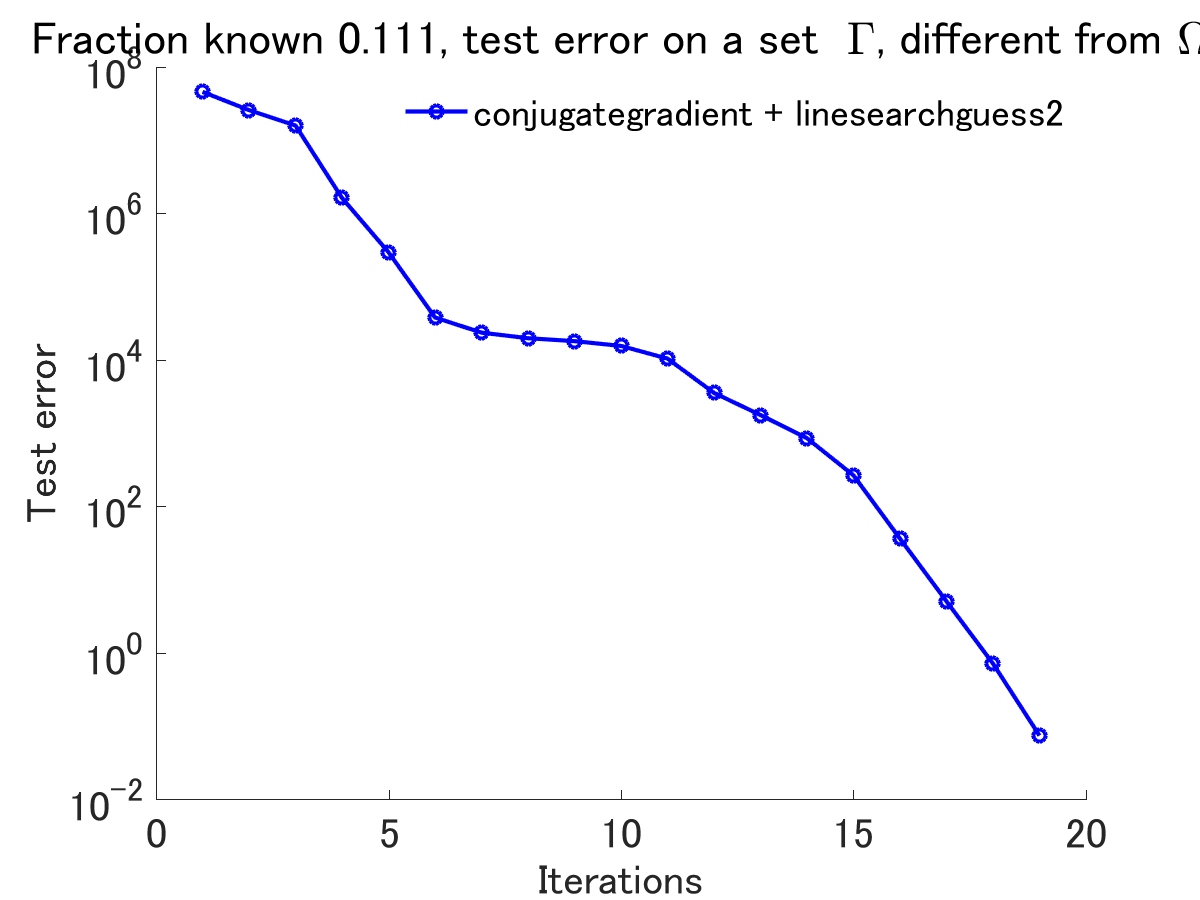 Fraction known 0.111, test error on a set Γ, different from Ω
10^8
conjugategradient + linesearchguess2
10^6
10^4
Test error
10^2
10^0
10^−2
0 5 10 15 20
Iterations